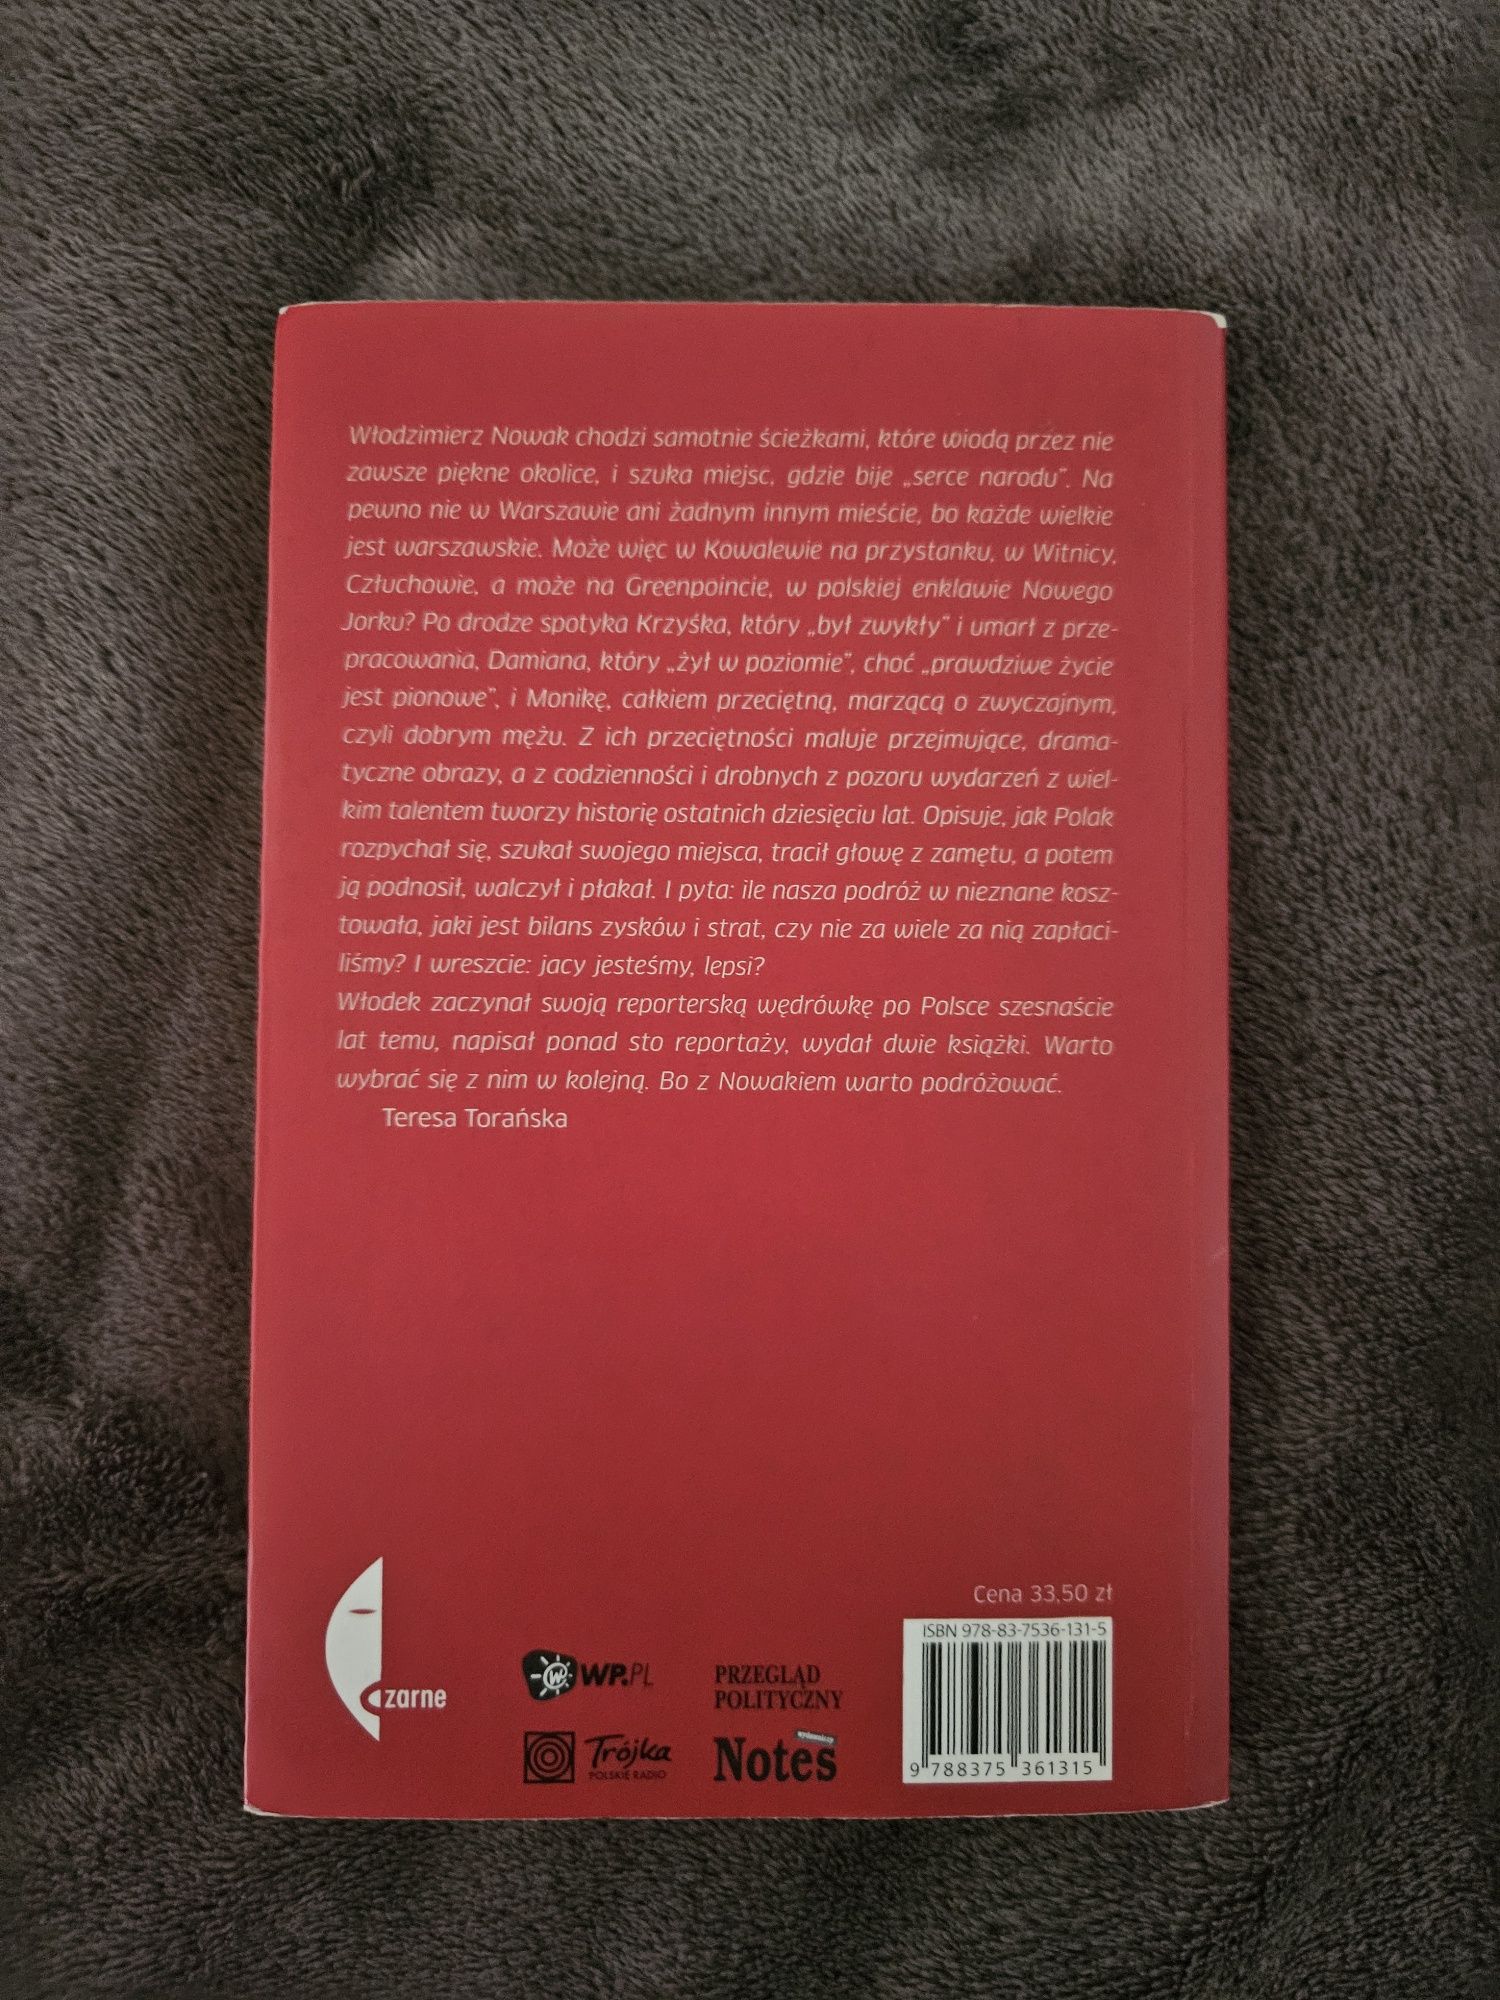 Włodzimierz Nowak chodzi samotnie ścieżkami, które wiodą przez nie
zawsze piękne okolice, i szuka miejsc, gdzie bije „serce narodu”. Na
pewno nie w Warszawie ani żadnym innym mieście, bo każde wielkie
jest warszawskie. Może więc w Kowalewie na przystanku, w Witnicy,
Człuchowie, a może na Greenpoincie, w polskiej enklawie Nowego
Jorku? Po drodze spotyka Krzyśka, który „był zwykły” i umarł z prze-
pracowania, Damiana, który „żył w poziomie”, choć „prawdziwe życie
jest pionowe”, i Monikę, całkiem przeciętną, marzącą o zwyczajnym,
czyli dobrym mężu. Z ich przeciętności maluje przejmujące, drama-
tyczne obrazy, a z codzienności i drobnych z pozoru wydarzeń z wiel-
kim talentem tworzy historię ostatnich dziesięciu lat. Opisuje, jak Polak
rozpychał się, szukał swojego miejsca, tracił głowę z zamętu, a potem
ją podnosił, walczył i płakał. I pyta: ile nasza podróż w nieznane kosz-
towała, jaki jest bilans zysków i strat, czy nie za wiele za nią zapłaci-
liśmy? I wreszcie: jacy jesteśmy, lepsi?
Włodek zaczynał swoją reporterską wędrówkę po Polsce szesnaście
lat temu, napisał ponad sto reportaży, wydał dwie książki. Warto
wybrać się z nim w kolejną. Bo z Nowakiem warto podróżować.
Teresa Torańska
Cena 33,50 zł
ISBN 978-83-7536-131-5
9 788375 361315
czarne
WP.PL
PRZEGLĄD
POLITYCZNY
Trójka
POLSKIE RADIO
wydawniczy
Notes